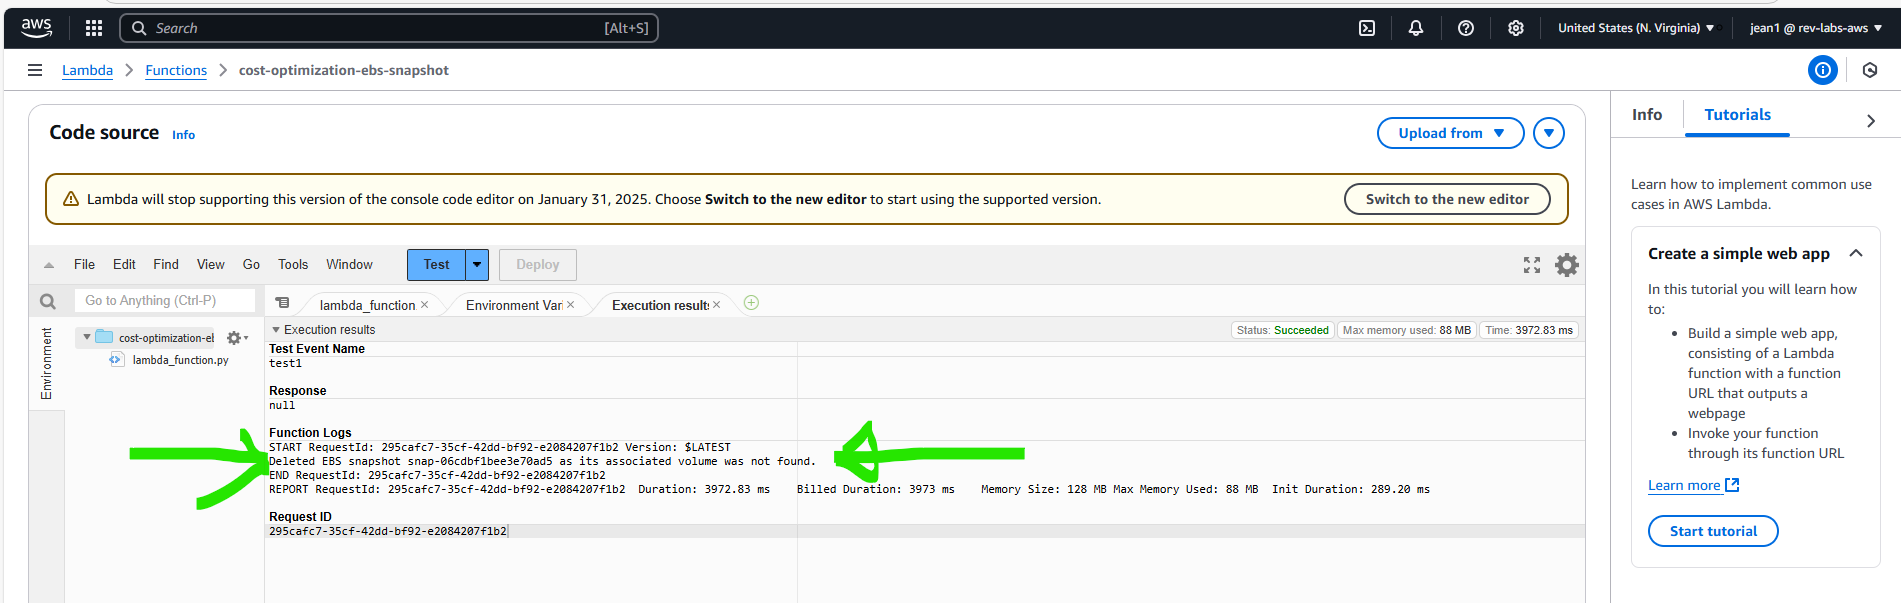 aws
Search [Alt+S]
United States (N. Virginia) ▼
jean1 @ rev-labs-aws ▼
Lambda > Functions > cost-optimization-ebs-snapshot
Code source Info
Upload from ▼
Lambda will stop supporting this version of the console code editor on January 31, 2025. Choose Switch to the new editor to start using the supported version.
Switch to the new editor
File Edit Find View Go Tools Window Test Deploy
Go to Anything (Ctrl-P)
lambda_function × Environment Var × Execution results ×
Environment
cost-optimization-eb
lambda_function.py
Execution results
Status: Succeeded Max memory used: 88 MB Time: 3972.83 ms
Test Event Name
test1
Response
null
Function Logs
START RequestId: 295cafc7-35cf-42dd-bf92-e2084207f1b2 Version: $LATEST
Deleted EBS snapshot snap-06cdbf1bee3e70ad5 as its associated volume was not found.
END RequestId: 295cafc7-35cf-42dd-bf92-e2084207f1b2
REPORT RequestId: 295cafc7-35cf-42dd-bf92-e2084207f1b2 Duration: 3972.83 ms Billed Duration: 3973 ms Memory Size: 128 MB Max Memory Used: 88 MB Init Duration: 289.20 ms
Request ID
295cafc7-35cf-42dd-bf92-e2084207f1b2
Info Tutorials
Learn how to implement common use
cases in AWS Lambda.
Create a simple web app
In this tutorial you will learn how
to:
• Build a simple web app,
consisting of a Lambda
function with a function
URL that outputs a
webpage
• Invoke your function
through its function URL
Learn more
Start tutorial